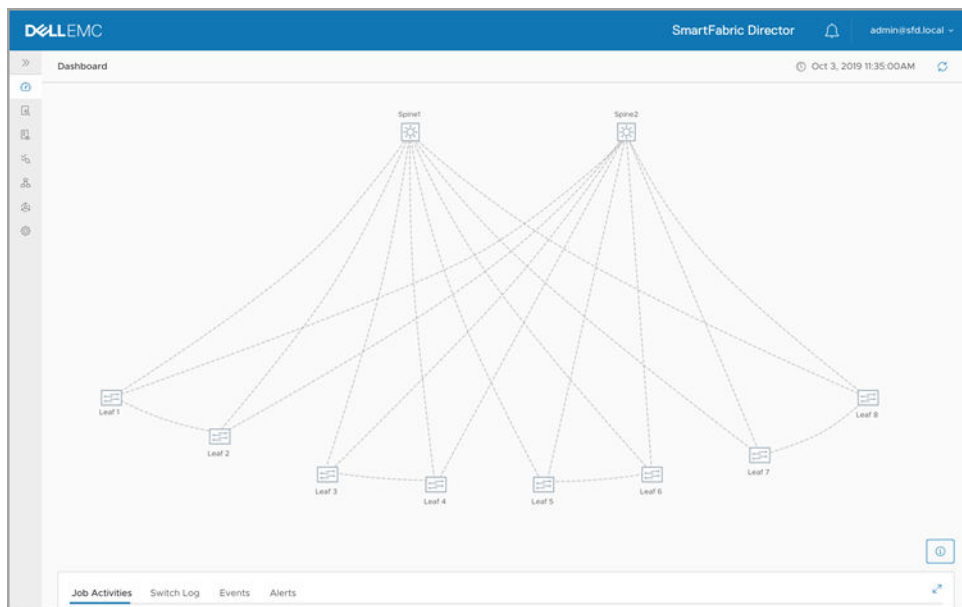 DELLEMC
SmartFabric Director
admin@sfd.local
Dashboard
Oct 3, 2019 11:35:00AM
Spine1
Spine2
Leaf 1
Leaf 8
Leaf 2
Leaf 7
Leaf 3
Leaf 4
Leaf 5
Leaf 6
Job Activities
Switch Log
Events
Alerts